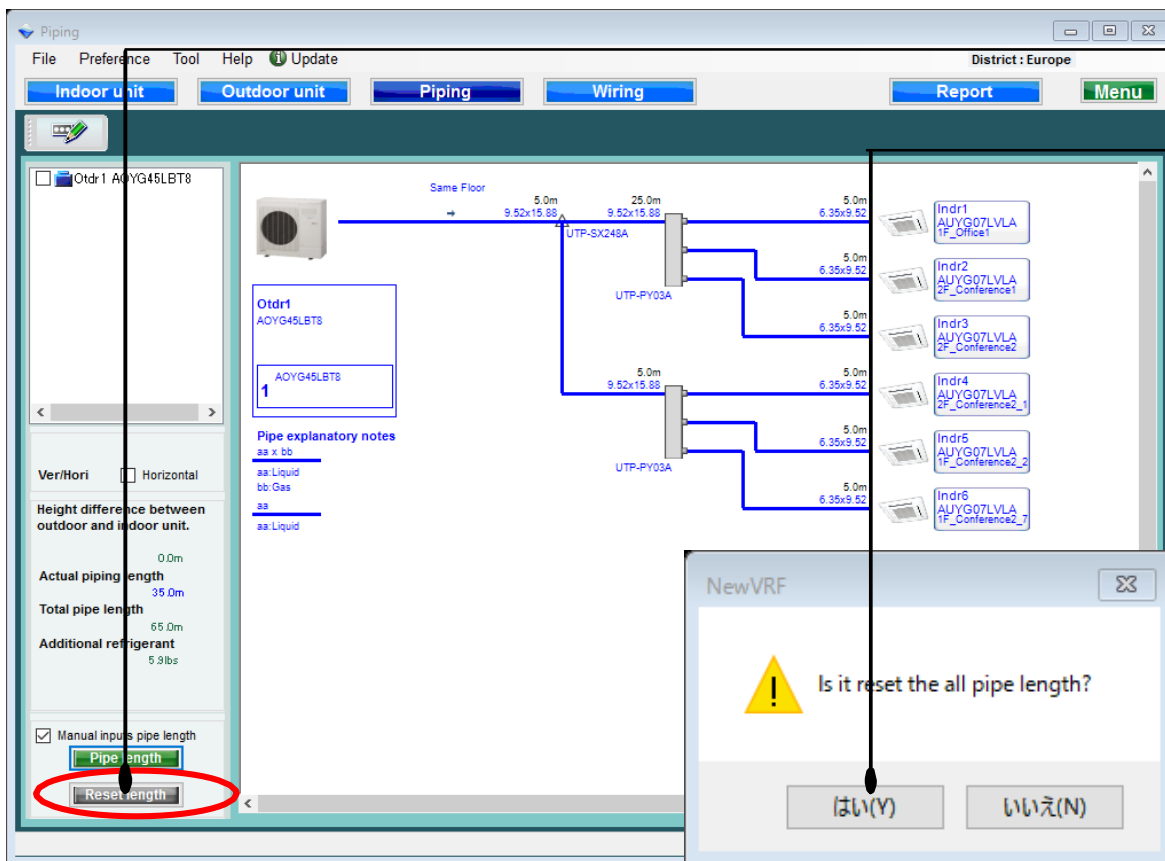 Piping
File Preference Tool Help Update District : Europe
Indoor unit Outdoor unit Piping Wiring Report Menu
Otdr1 AOYG45LBT8
Ver/Hori Horizontal
Height difference between
outdoor and indoor unit.
0.0m
Actual piping length
35.0m
Total pipe length
65.0m
Additional refrigerant
5.9lbs
Manual inputs pipe length
Pipe length
Reset length
Same Floor
→
5.0m
9.52x15.88
UTP-SX248A
25.0m
9.52x15.88
UTP-PY03A
5.0m
9.52x15.88
UTP-PY03A
5.0m
6.35x9.52
Indr1
AUYG07LVLA
1F_Office1
5.0m
6.35x9.52
Indr2
AUYG07LVLA
2F_Conference1
5.0m
6.35x9.52
Indr3
AUYG07LVLA
2F_Conference2
5.0m
6.35x9.52
Indr4
AUYG07LVLA
2F_Conference2_1
5.0m
6.35x9.52
Indr5
AUYG07LVLA
1F_Conference2_2
5.0m
6.35x9.52
Indr6
AUYG07LVLA
1F_Conference2_7
Otdr1
AOYG45LBT8
1 AOYG45LBT8
Pipe explanatory notes
aa x bb
aa:Liquid
bb:Gas
aa
aa:Liquid
NewVRF
Is it reset the all pipe length?
はい(Y) いいえ(N)